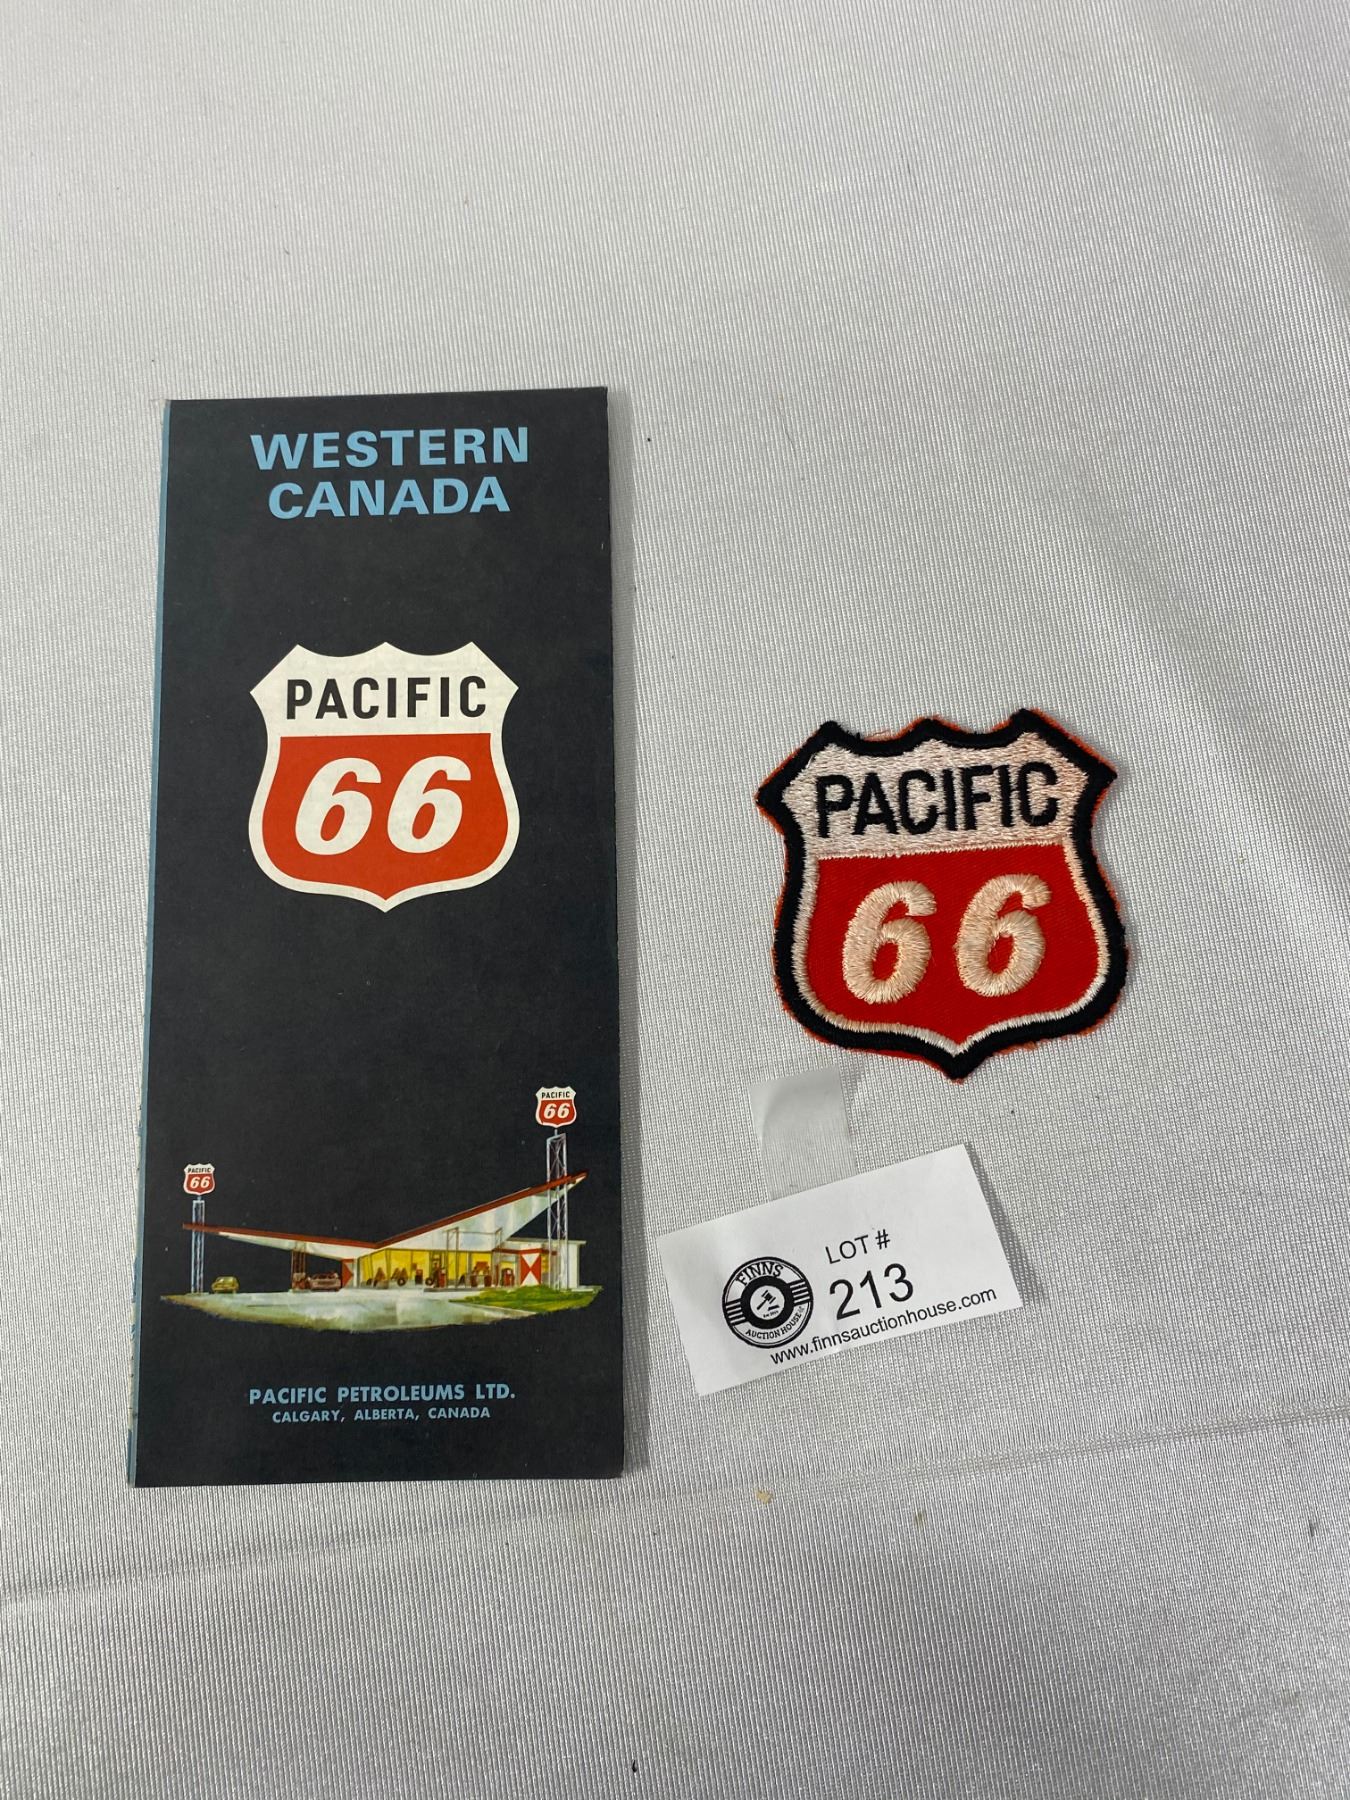 WESTERN
CANADA
PACIFIC
66
PACIFIC
66
PACIFIC
66
PACIFIC PETROLEUMS LTD.
CALGARY, ALBERTA, CANADA
PACIFIC
66
LOT #
213
FINNS
AUCTION HOUSE
www.finnsauctionhouse.com